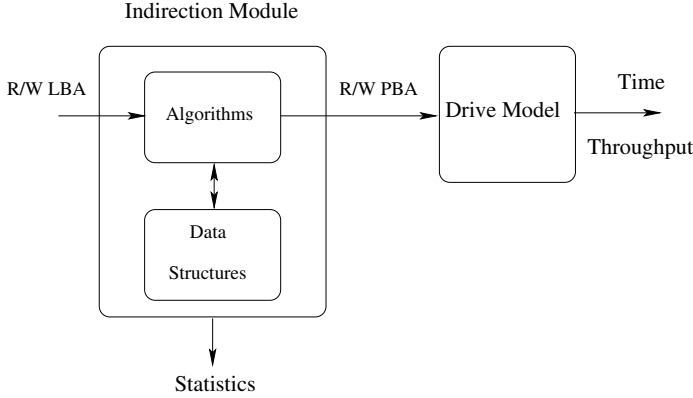 Indirection Module
R/W LBA
Algorithms
R/W PBA
Drive Model
Time
Throughput
Data
Structures
Statistics